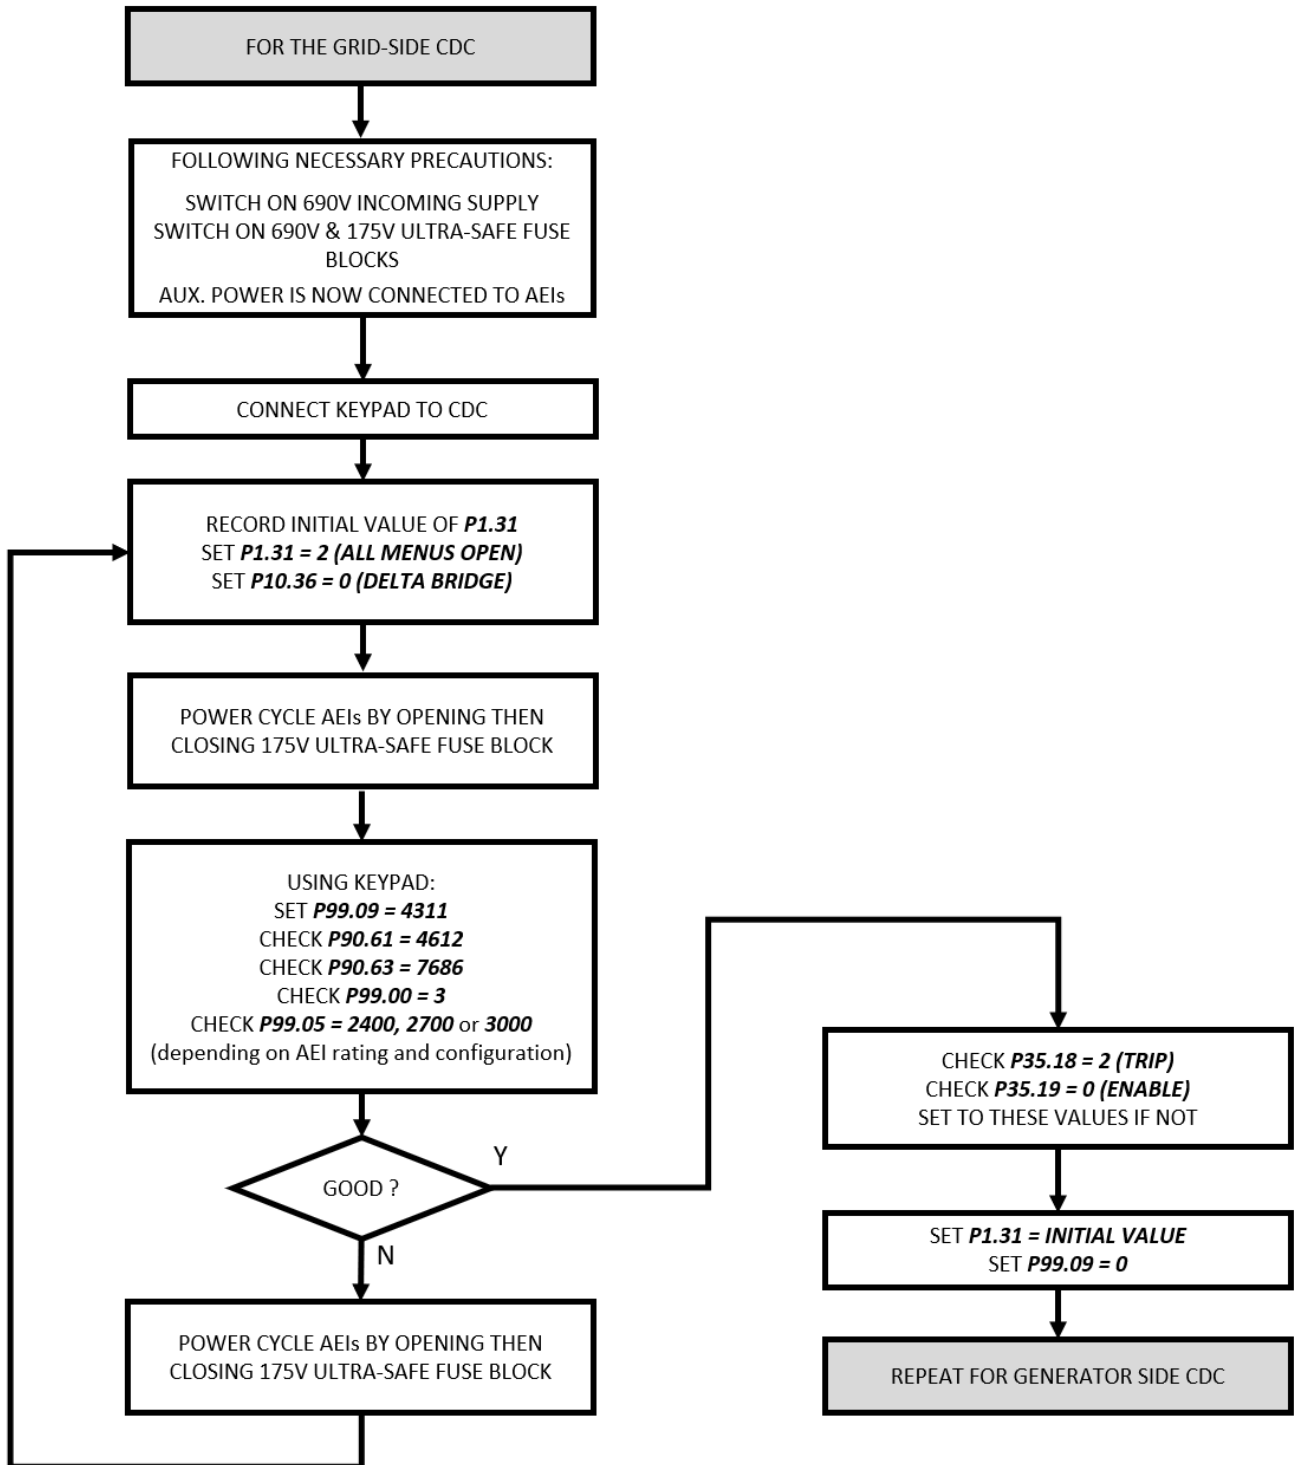 FOR THE GRID-SIDE CDC
FOLLOWING NECESSARY PRECAUTIONS:
SWITCH ON 690V INCOMING SUPPLY
SWITCH ON 690V & 175V ULTRA-SAFE FUSE
BLOCKS
AUX. POWER IS NOW CONNECTED TO AEIs
CONNECT KEYPAD TO CDC
RECORD INITIAL VALUE OF P1.31
SET P1.31 = 2 (ALL MENUS OPEN)
SET P10.36 = 0 (DELTA BRIDGE)
POWER CYCLE AEIs BY OPENING THEN
CLOSING 175V ULTRA-SAFE FUSE BLOCK
USING KEYPAD:
SET P99.09 = 4311
CHECK P90.61 = 4612
CHECK P90.63 = 7686
CHECK P99.00 = 3
CHECK P99.05 = 2400, 2700 or 3000
(depending on AEI rating and configuration)
GOOD ?
Y
N
POWER CYCLE AEIs BY OPENING THEN
CLOSING 175V ULTRA-SAFE FUSE BLOCK
CHECK P35.18 = 2 (TRIP)
CHECK P35.19 = 0 (ENABLE)
SET TO THESE VALUES IF NOT
SET P1.31 = INITIAL VALUE
SET P99.09 = 0
REPEAT FOR GENERATOR SIDE CDC